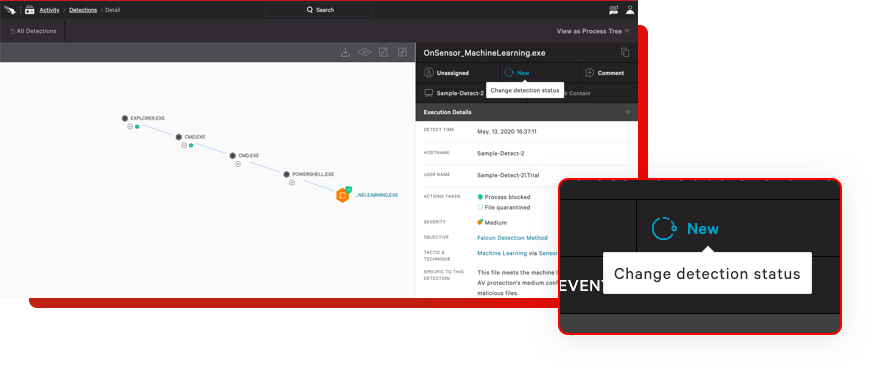 Activity > Detections > Detail
Search
All Detections
View as Process Tree
EXPLORER.EXE
CMD.EXE
CMD.EXE
POWERSHELL.EXE
...NELEARNING.EXE
OnSensor_MachineLearning.exe
Unassigned
New
Comment
Sample-Detect-2
Contain
Change detection status
Execution Details
DETECT TIME
May. 13, 2020 16:37:11
HOSTNAME
Sample-Detect-2
USER NAME
Sample-Detect-2\Trial
ACTIONS TAKEN
Process blocked
File quarantined
SEVERITY
Medium
OBJECTIVE
Falcon Detection Method
TACTIC &
TECHNIQUE
Machine Learning via Sensor
SPECIFIC TO THIS
DETECTION
This file meets the machine
AV protection's medium
malicious files.
New
Change detection status
EVENT